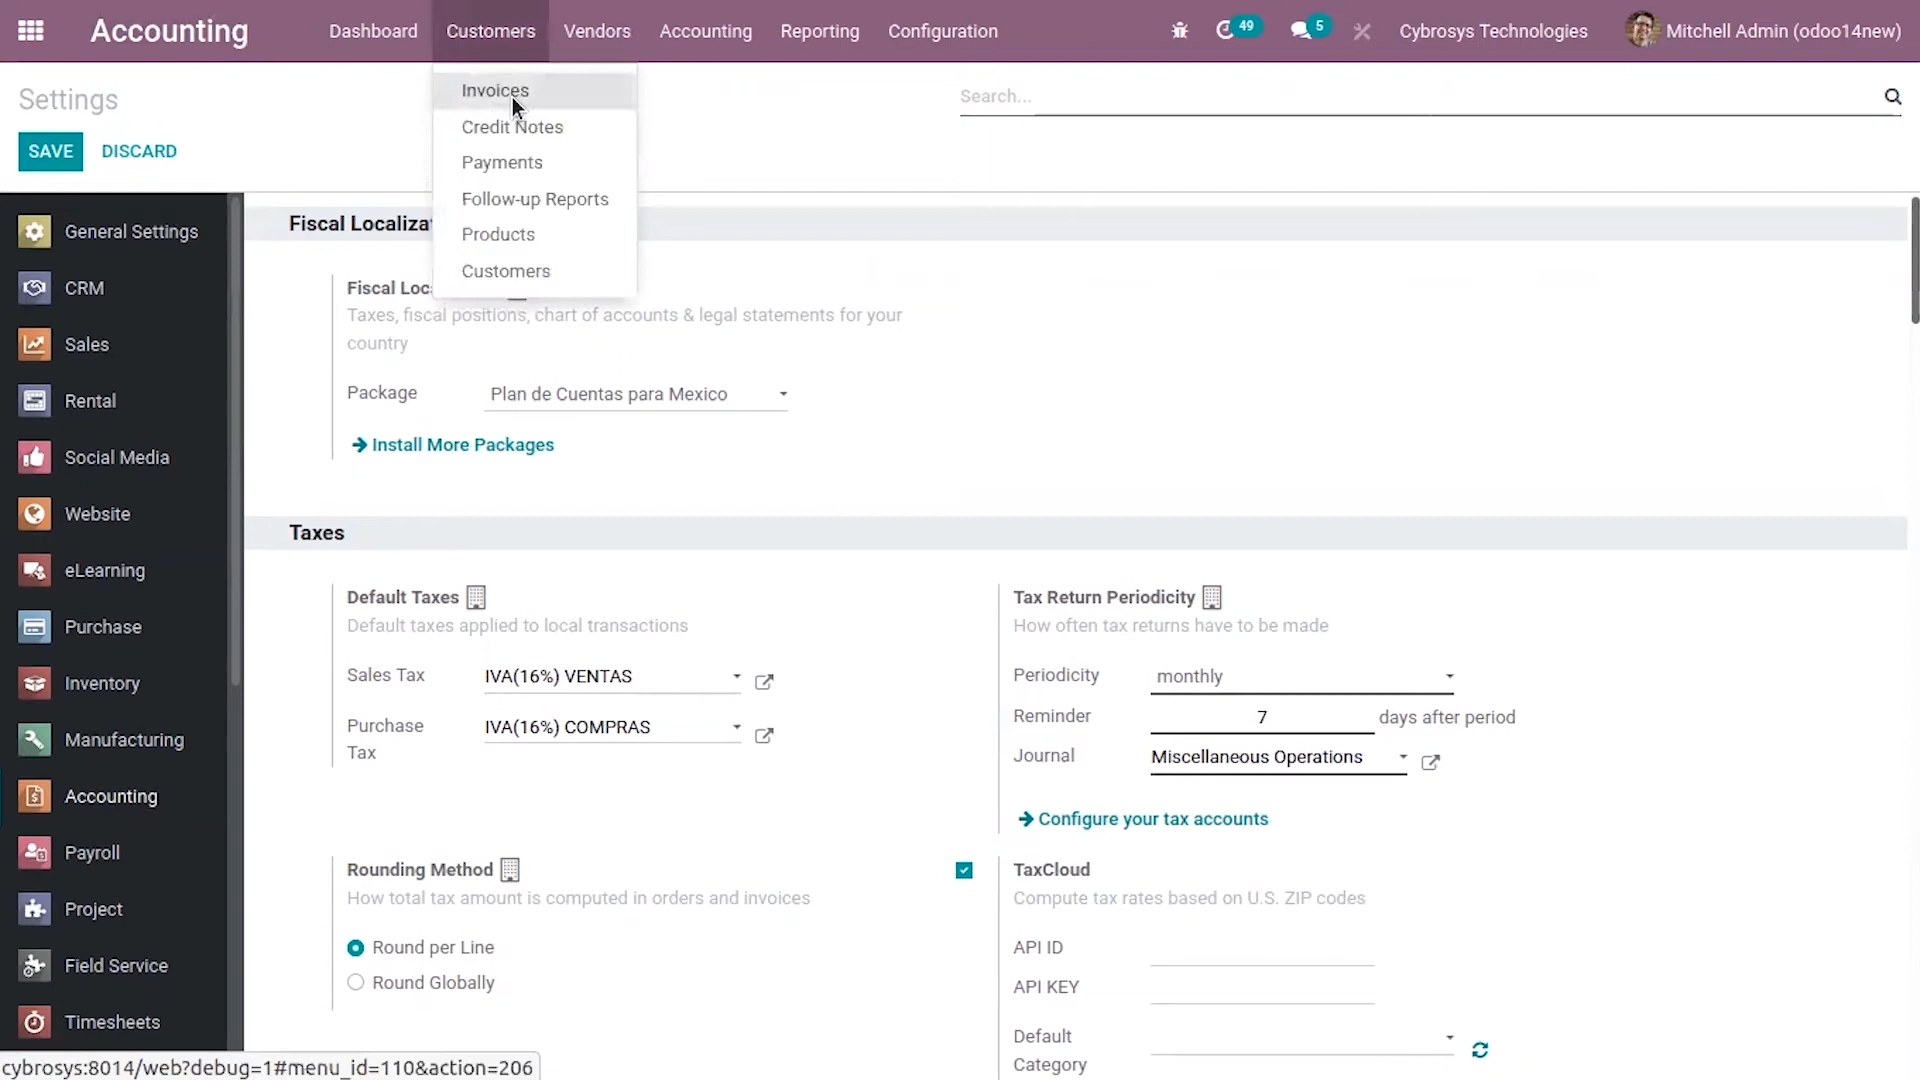 Accounting
Dashboard
Customers
Vendors
Accounting
Reporting
Configuration
49
5
Cybrosys Technologies
Mitchell Admin (odoo14new)
Settings
Search...
SAVE
DISCARD
Invoices
Credit Notes
Payments
Follow-up Reports
Products
Customers
General Settings
CRM
Sales
Rental
Social Media
Website
eLearning
Purchase
Inventory
Manufacturing
Accounting
Payroll
Project
Field Service
Timesheets
Fiscal Localizat
Fiscal Loc
Taxes, fiscal positions, chart of accounts & legal statements for your
country
Package
Plan de Cuentas para Mexico
Install More Packages
Taxes
Default Taxes
Default taxes applied to local transactions
Sales Tax
IVA(16%) VENTAS
Purchase
Tax
IVA(16%) COMPRAS
Tax Return Periodicity
How often tax returns have to be made
Periodicity
monthly
Reminder
7
days after period
Journal
Miscellaneous Operations
Configure your tax accounts
Rounding Method
How total tax amount is computed in orders and invoices
Round per Line
Round Globally
TaxCloud
Compute tax rates based on U.S. ZIP codes
API ID
API KEY
Default
Category
cybrosys:8014/web?debug=1#menu_id=110&action=206